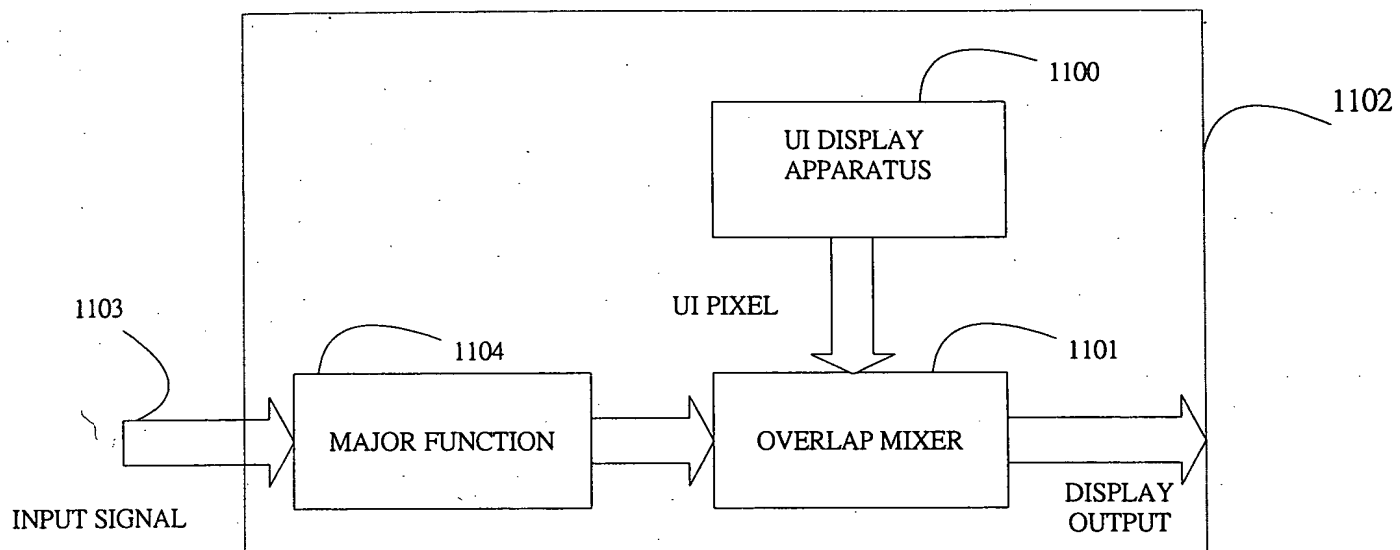 1100
1102
UI DISPLAY
APPARATUS
1103
UI PIXEL
1104
1101
MAJOR FUNCTION
OVERLAP MIXER
INPUT SIGNAL
DISPLAY
OUTPUT